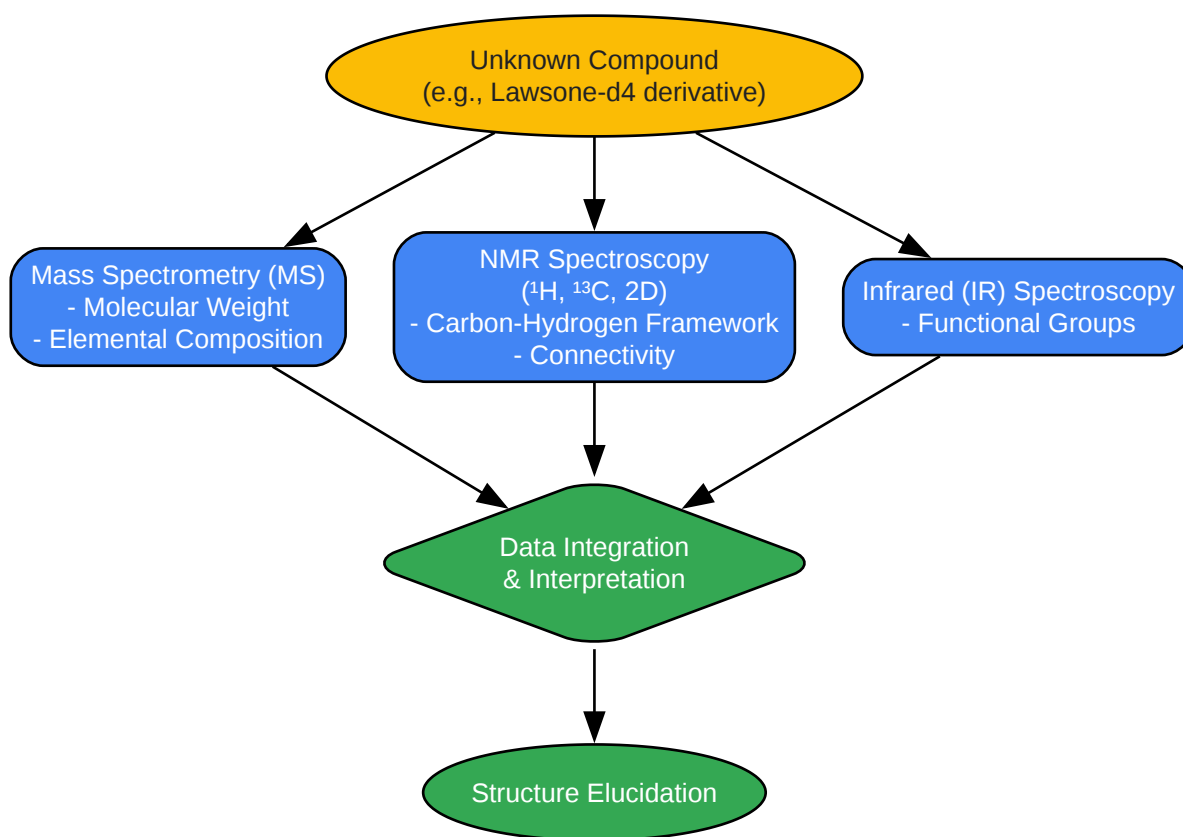 Unknown Compound
(e.g., Lawsone-d4 derivative)
Mass Spectrometry (MS)
- Molecular Weight
- Elemental Composition
NMR Spectroscopy
(¹H, ¹³C, 2D)
- Carbon-Hydrogen Framework
- Connectivity
Infrared (IR) Spectroscopy
- Functional Groups
Data Integration
& Interpretation
Structure Elucidation